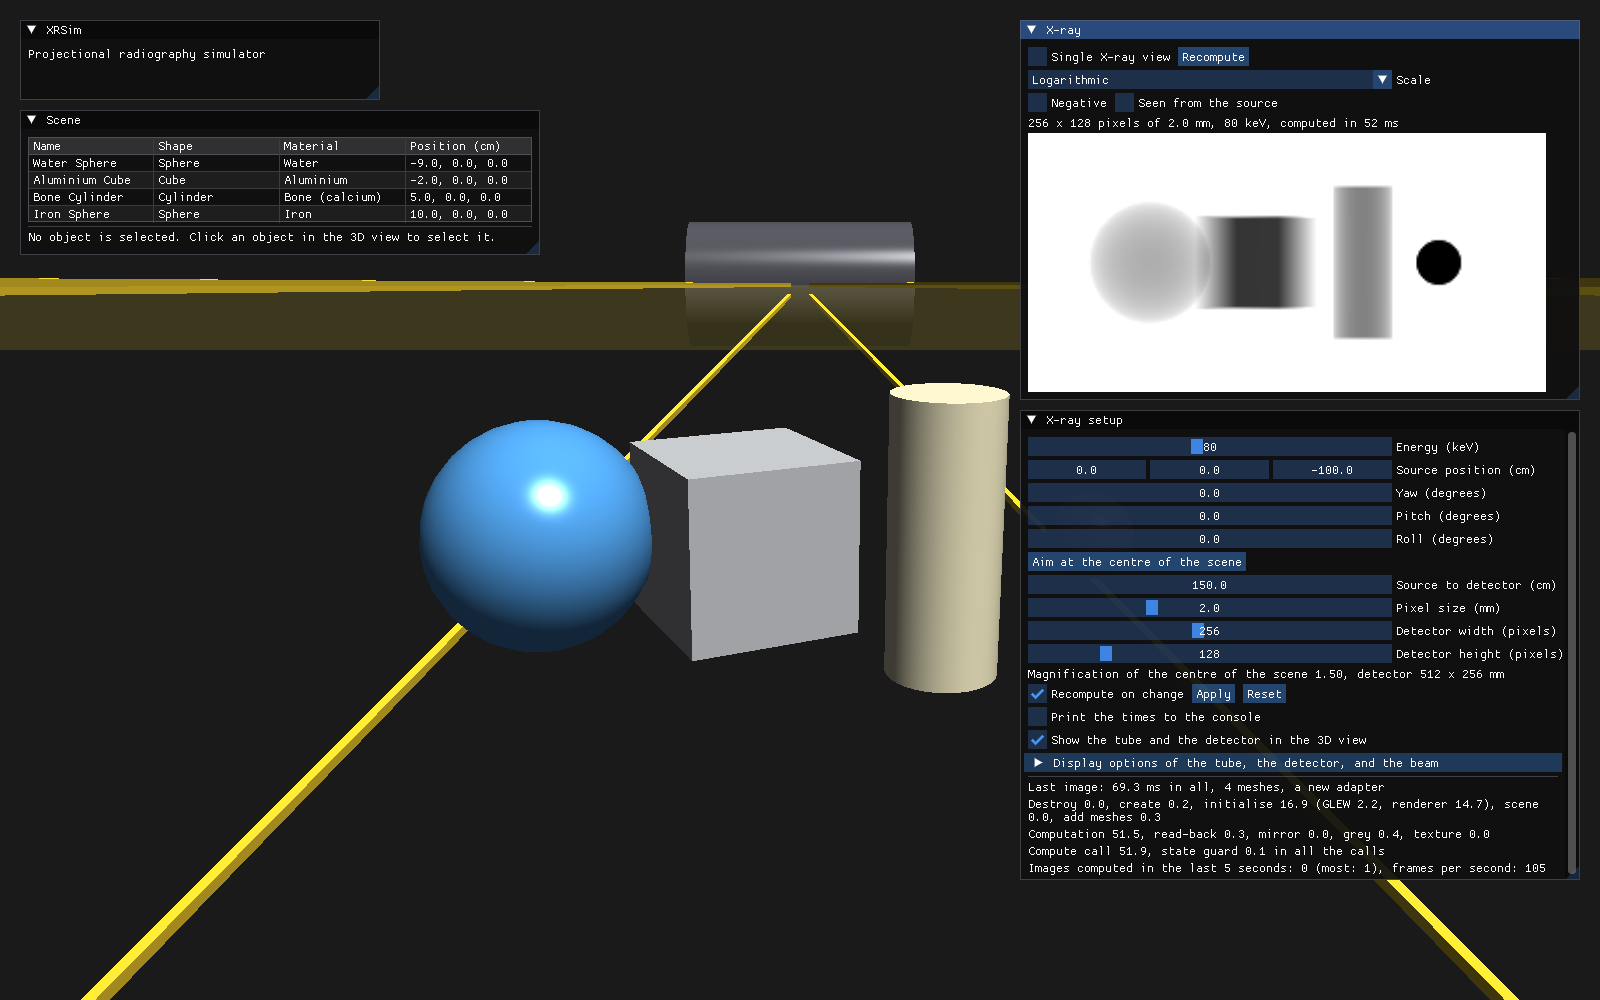 XRSim
Projectional radiography simulator
Scene
Name Shape Material Position (cm)
Water Sphere Sphere Water -9.0, 0.0, 0.0
Aluminium Cube Cube Aluminium -2.0, 0.0, 0.0
Bone Cylinder Cylinder Bone (calcium) 5.0, 0.0, 0.0
Iron Sphere Sphere Iron 10.0, 0.0, 0.0
No object is selected. Click an object in the 3D view to select it.
X-ray
Single X-ray view Recompute
Logarithmic Scale
Negative Seen from the source
256 x 128 pixels of 2.0 mm, 80 keV, computed in 52 ms
X-ray setup
80 Energy (keV)
0.0 0.0 -100.0 Source position (cm)
0.0 Yaw (degrees)
0.0 Pitch (degrees)
0.0 Roll (degrees)
Aim at the centre of the scene
150.0 Source to detector (cm)
2.0 Pixel size (mm)
256 Detector width (pixels)
128 Detector height (pixels)
Magnification of the centre of the scene 1.50, detector 512 x 256 mm
Recompute on change Apply Reset
Print the times to the console
Show the tube and the detector in the 3D view
Display options of the tube, the detector, and the beam
Last image: 69.3 ms in all, 4 meshes, a new adapter
Destroy 0.0, create 0.2, initialise 16.9 (GLEW 2.2, renderer 14.7), scene
0.0, add meshes 0.3
Computation 51.5, read-back 0.3, mirror 0.0, grey 0.4, texture 0.0
Compute call 51.9, state guard 0.1 in all the calls
Images computed in the last 5 seconds: 0 (most: 1), frames per second: 105